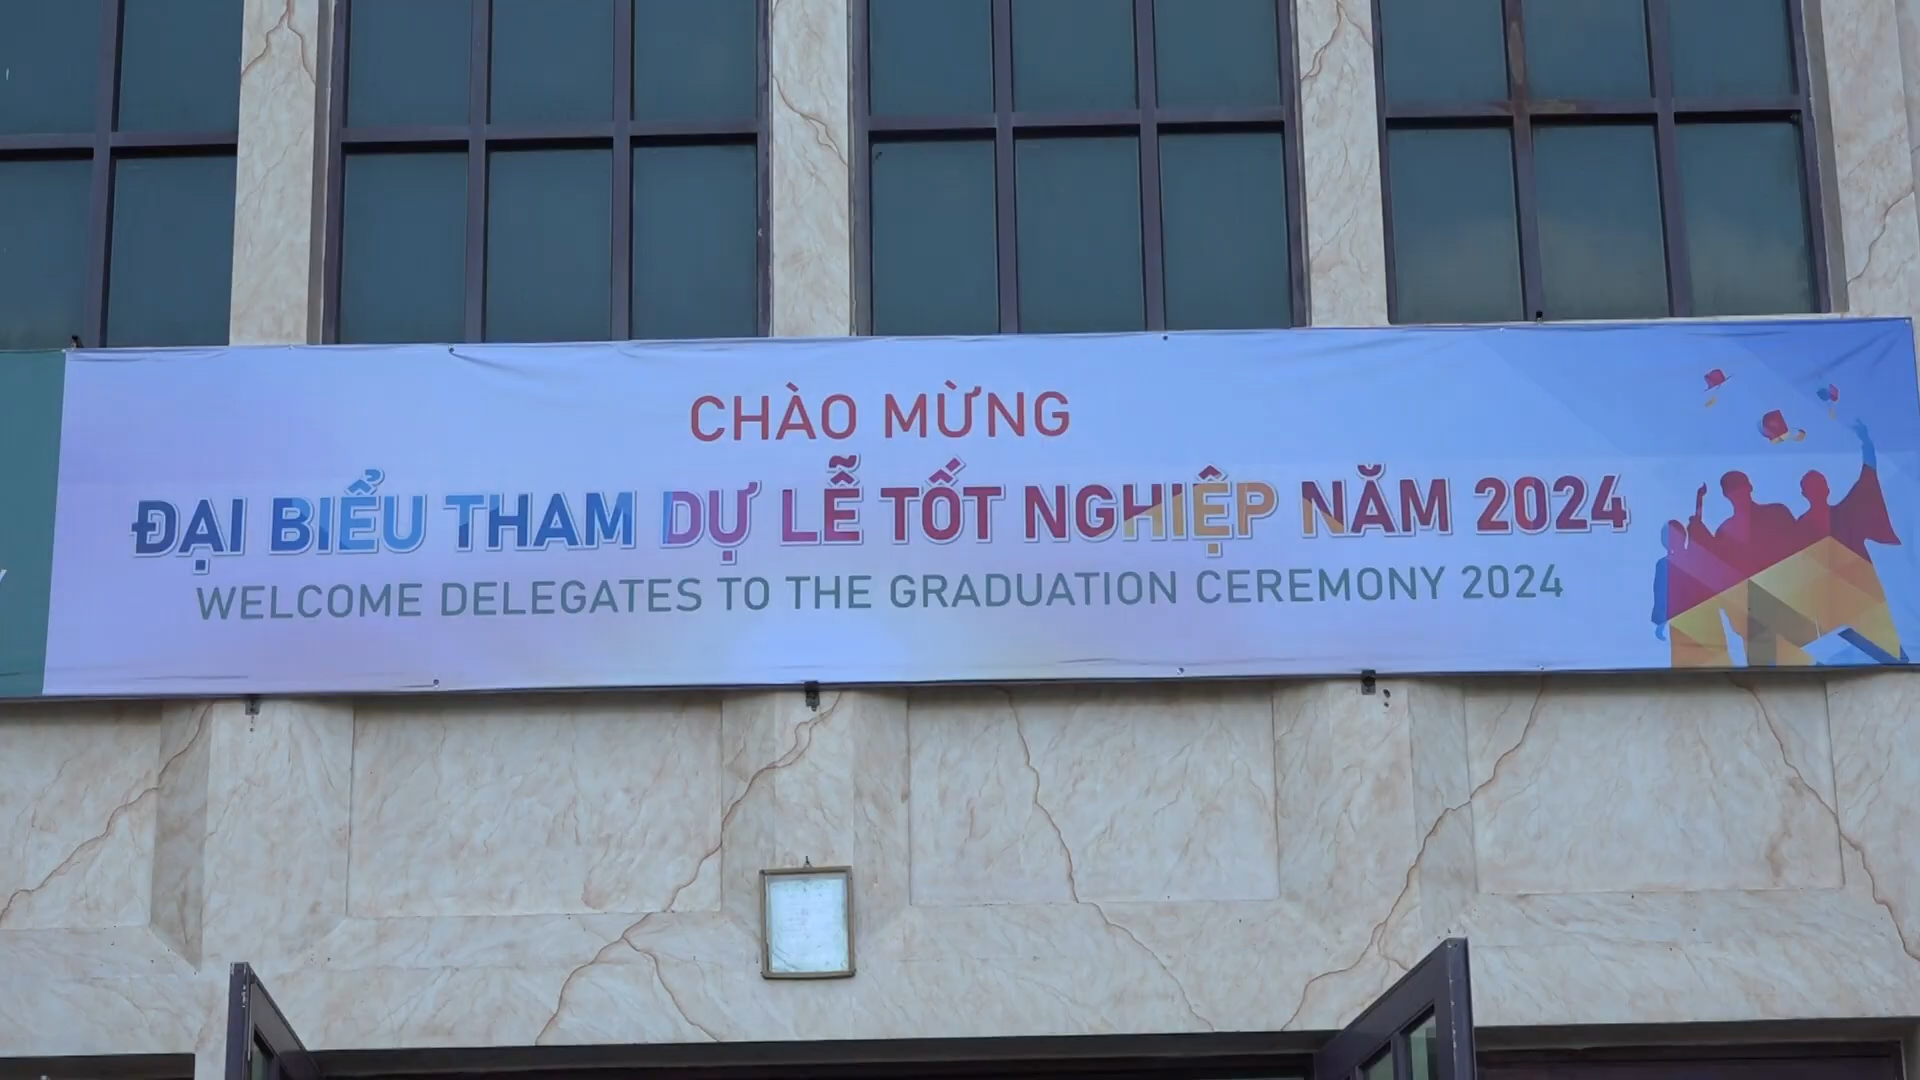 CHÀO MỪNG
ĐẠI BIỂU THAM DỰ LỄ TỐT NGHIỆP NĂM 2024
WELCOME DELEGATES TO THE GRADUATION CEREMONY 2024